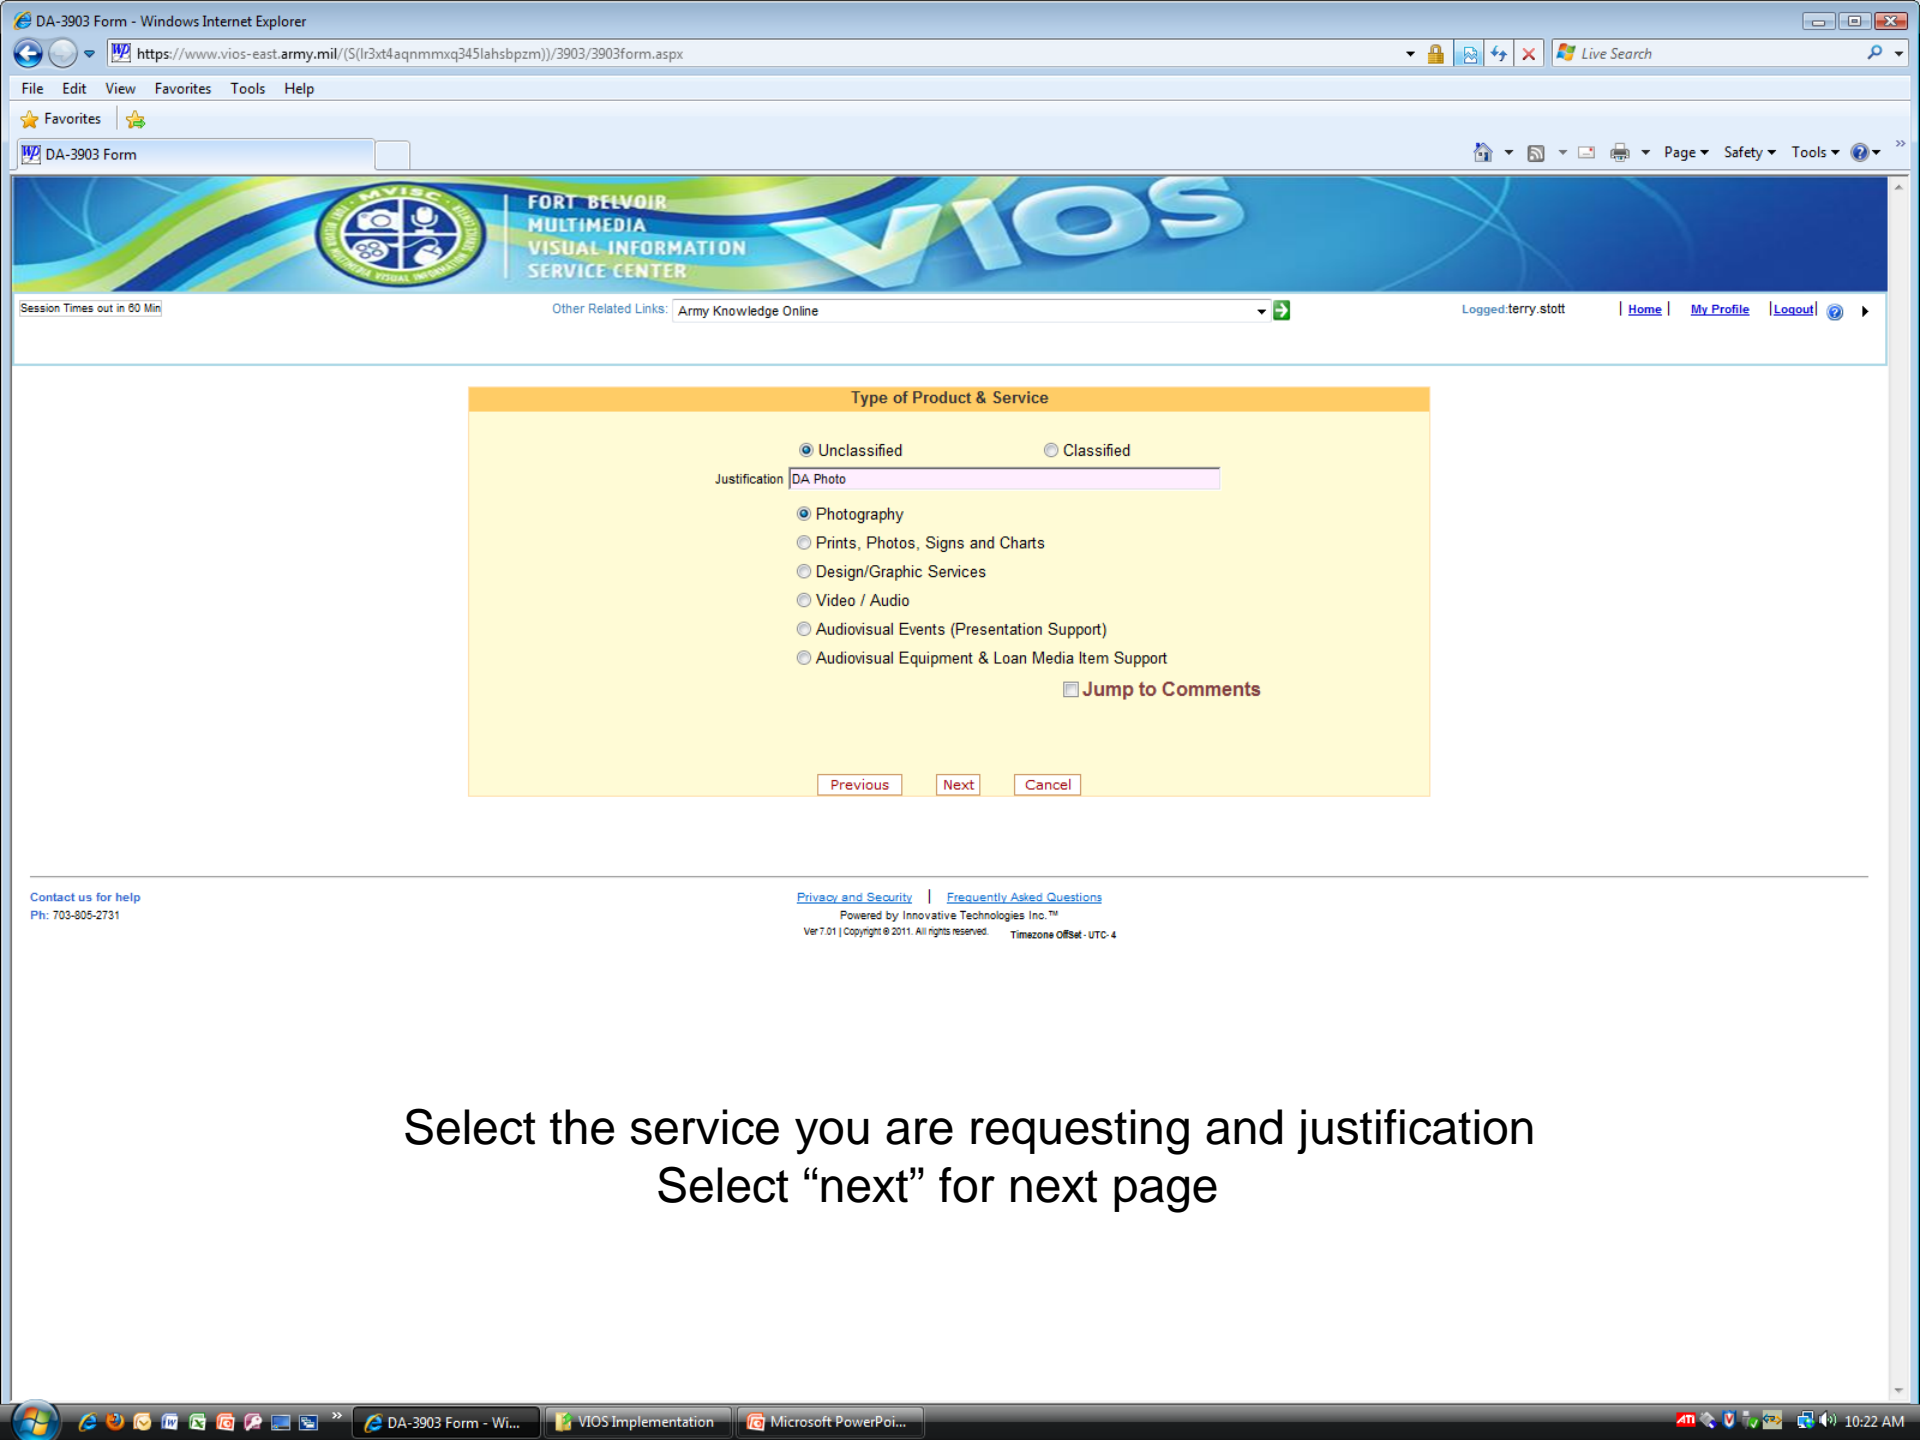 DA-3903 Form - Windows Internet Explorer
https://www.vios-east.army.mil/(S(lr3xt4aqnmmxq345lahsbpzm))/3903/3903form.aspx
Live Search
File Edit View Favorites Tools Help
Favorites
DA-3903 Form
Page Safety Tools
MVISC
FORT BELVOIR
MULTIMEDIA
VISUAL INFORMATION
SERVICE CENTER
VIOS
Session Times out in 60 Min
Other Related Links: Army Knowledge Online
Logged:terry.stott | Home | My Profile |Logout|
Type of Product & Service
Unclassified Classified
Justification DA Photo
Photography
Prints, Photos, Signs and Charts
Design/Graphic Services
Video / Audio
Audiovisual Events (Presentation Support)
Audiovisual Equipment & Loan Media Item Support
Jump to Comments
Previous Next Cancel
Contact us for help
Ph: 703-805-2731
Privacy and Security | Frequently Asked Questions
Powered by Innovative Technologies Inc.™
Ver 7.01 | Copyright © 2011. All rights reserved. Timezone OffSet - UTC- 4
Select the service you are requesting and justification
Select “next” for next page
DA-3903 Form - Wi... VIOS Implementation Microsoft PowerPoi...
ATI 10:22 AM